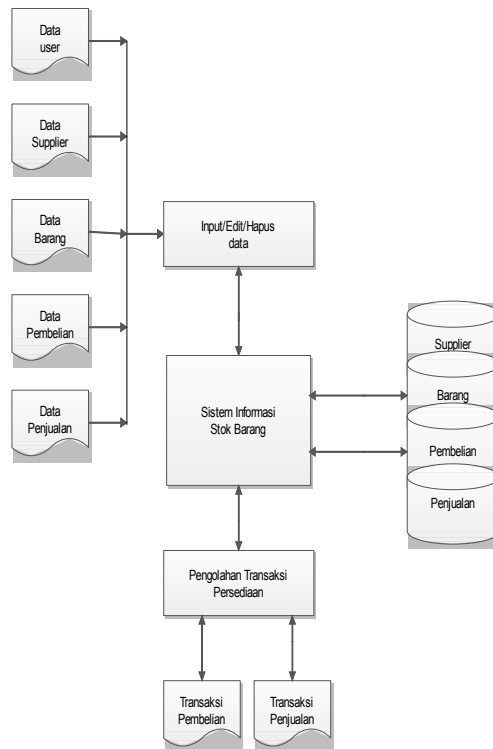 Data
user
Data
Supplier
Data
Barang
Data
Pembelian
Data
Penjualan
Input/Edit/Hapus
data
Sistem Informasi
Stok Barang
Supplier
Barang
Pembelian
Penjualan
Pengolahan Transaksi
Persediaan
Transaksi
Pembelian
Transaksi
Penjualan